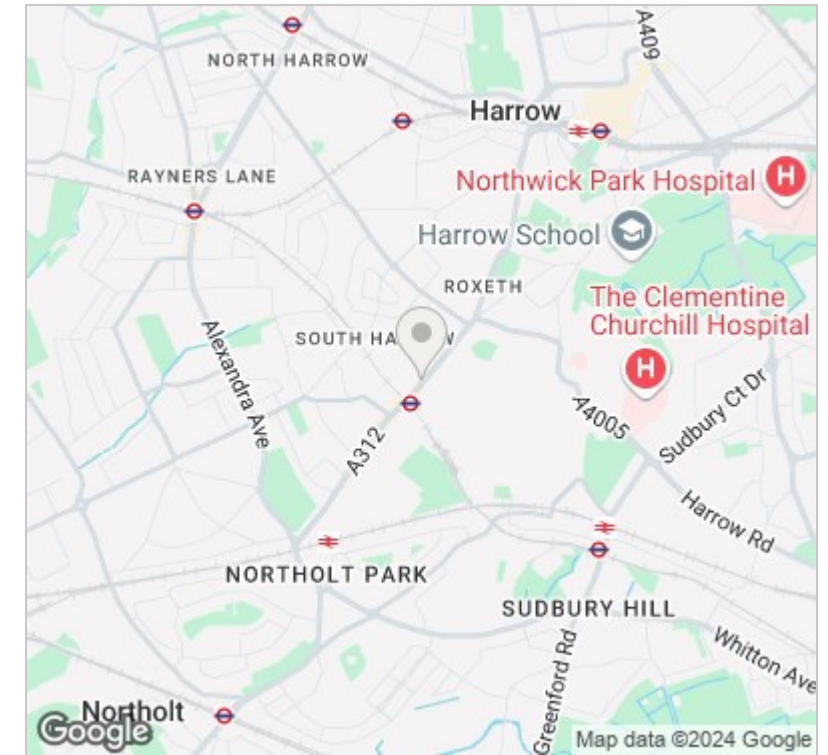 A409
NORTH HARROW
Harrow
RAYNERS LANE
Northwick Park Hospital
H
Harrow School
ROXETH
The Clementine
Churchill Hospital
H
SOUTH HA W
Alexandra Ave
A312
A4005
Sudbury Ct Dr
Harrow Rd
NORTHOLT PARK
SUDBURY HILL
Whitton Ave
Greenford Rd
Northolt
Google
Map data ©2024 Google